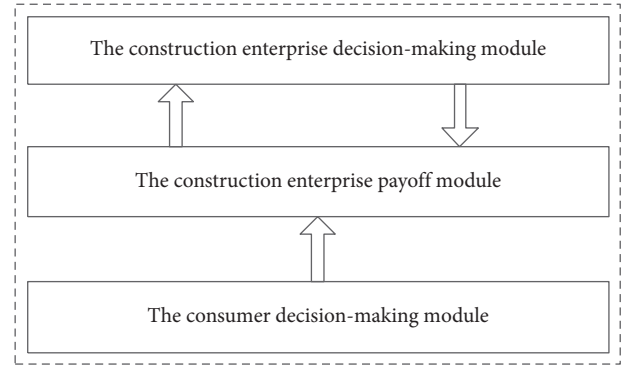 The construction enterprise decision-making module
The construction enterprise payoff module
The consumer decision-making module